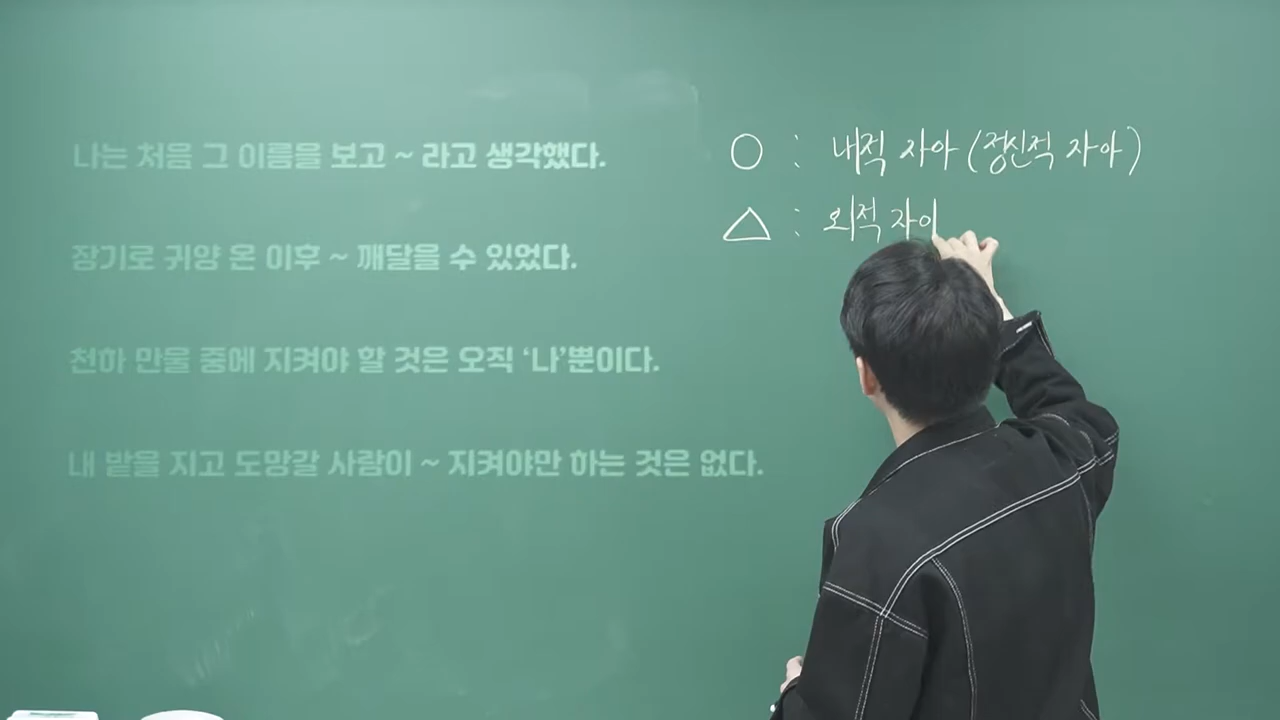 나는 처음 그 이름을 보고 ~ 라고 생각했다.
장기로 귀양 온 이후 ~ 깨달을 수 있었다.
천하 만물 중에 지켜야 할 것은 오직 ‘나’뿐이다.
내 밭을 지고 도망갈 사람이 ~ 지켜야만 하는 것은 없다.
○ : 내적 자아 (정신적 자아)
△ : 외적 자이